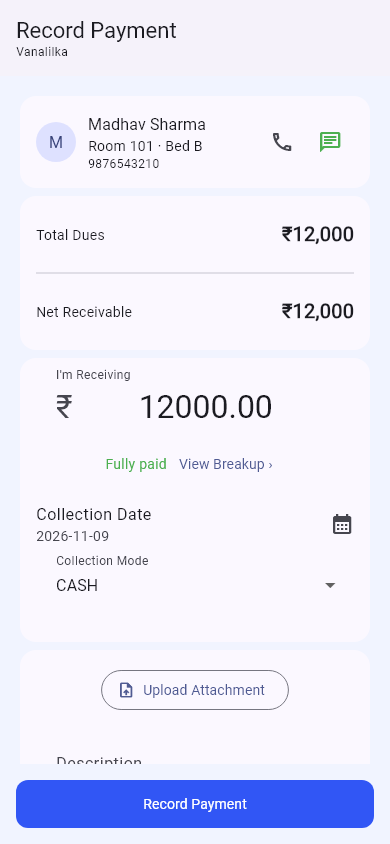 Record Payment
Vanalilka
M
Madhav Sharma
Room 101 · Bed B
9876543210
Total Dues
₹12,000
Net Receivable
₹12,000
I'm Receiving
₹ 12000.00
Fully paid View Breakup ›
Collection Date
2026-11-09
Collection Mode
CASH
Upload Attachment
Description
Record Payment